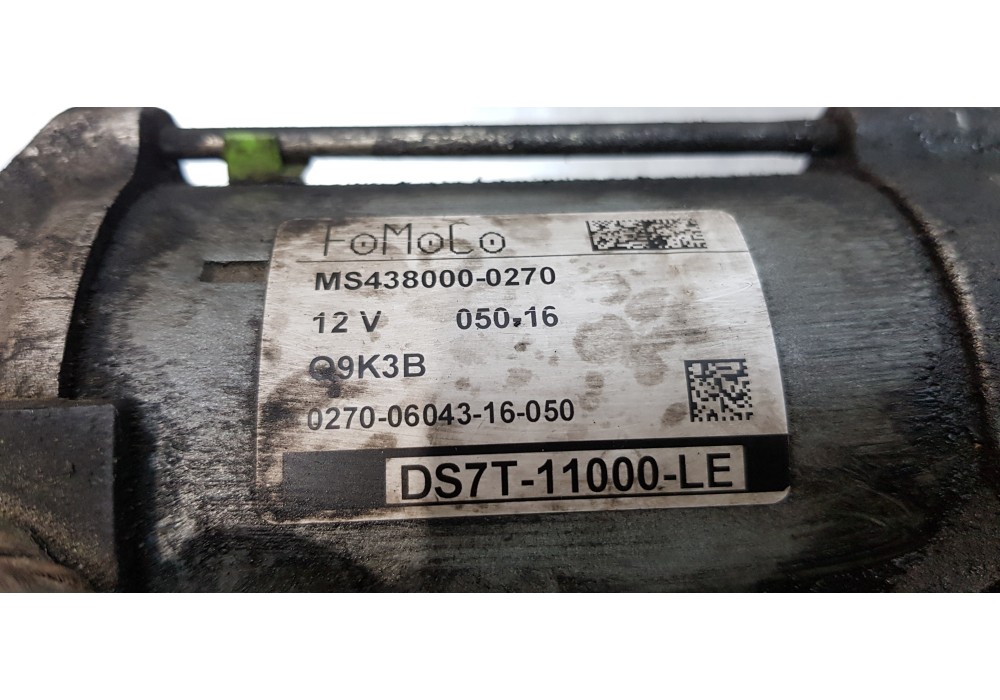 FoMoCo
MS438000-0270
12 V 050.16
Q9K3B
0270-06043-16-050
DS7T-11000-LE